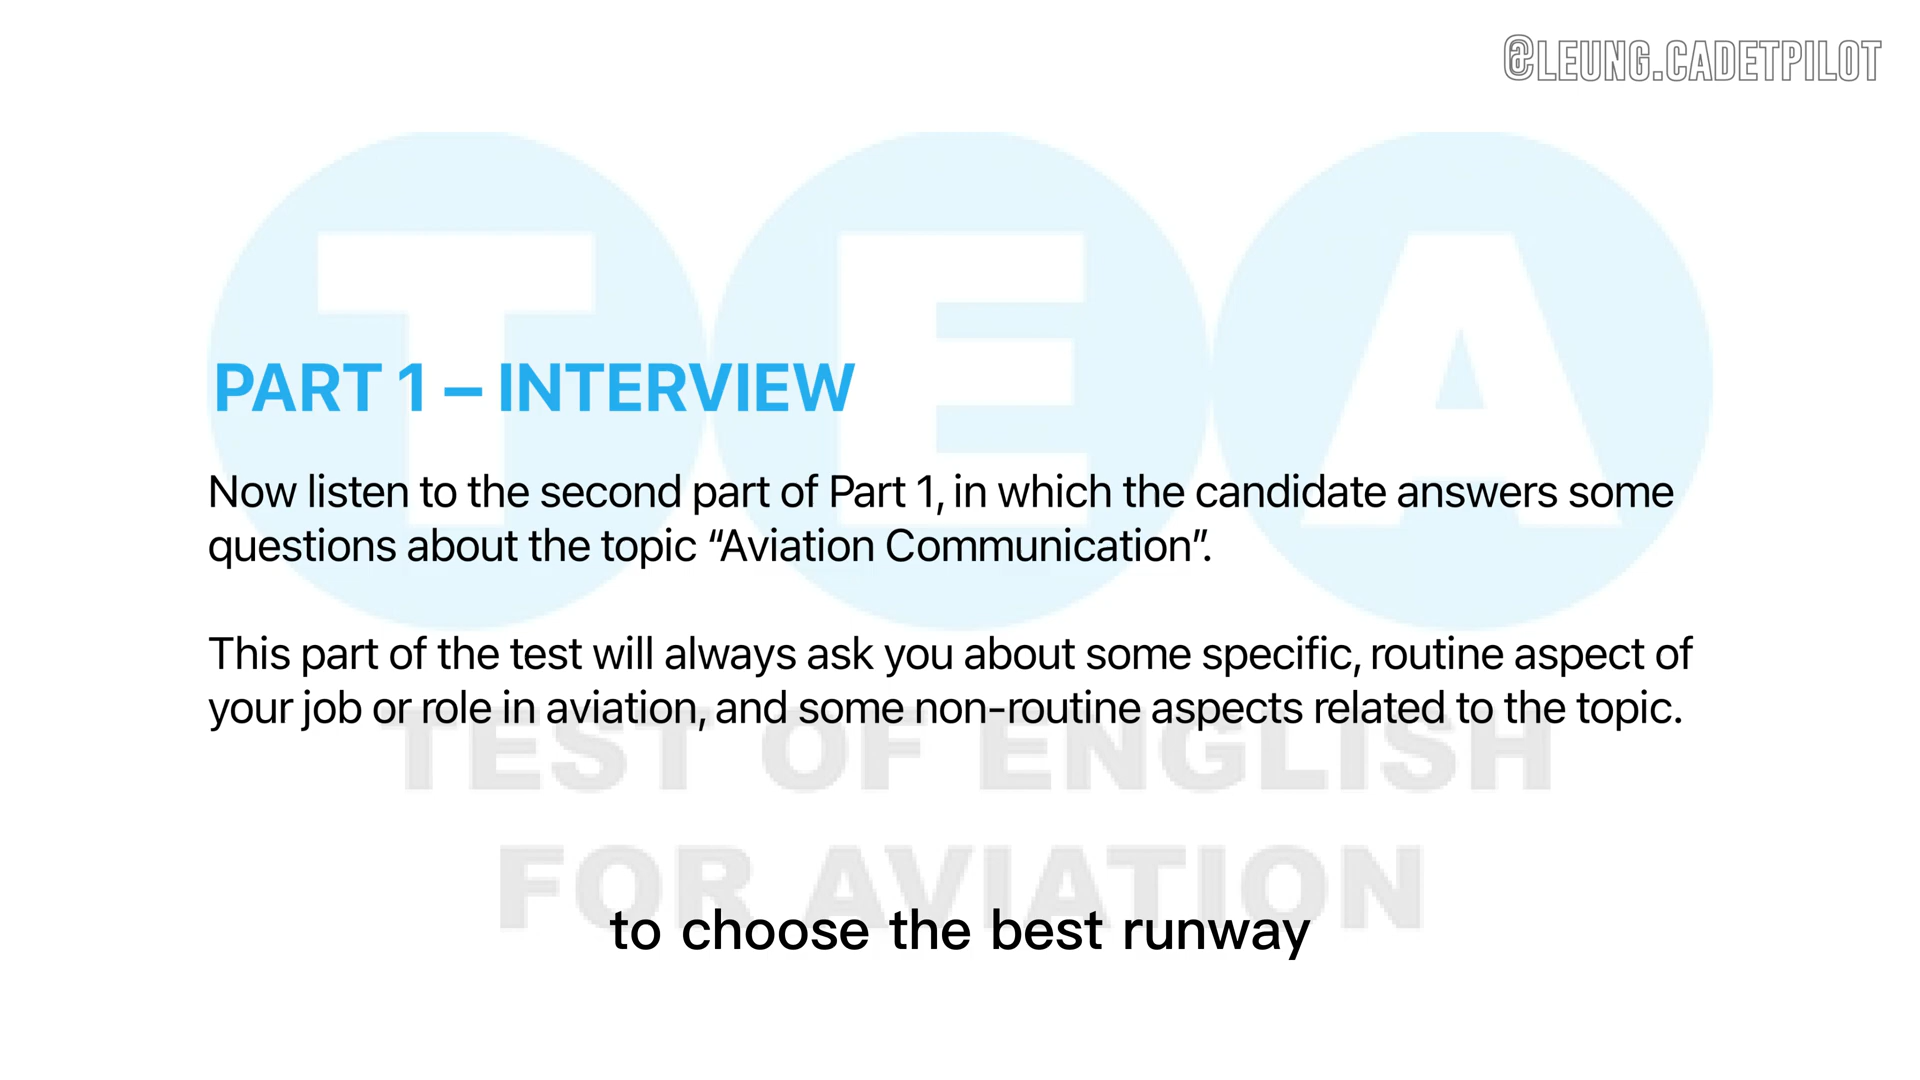 @LEUNG.CADETPILOT
TEA
PART 1 – INTERVIEW
Now listen to the second part of Part 1, in which the candidate answers some
questions about the topic “Aviation Communication”.
This part of the test will always ask you about some specific, routine aspect of
your job or role in aviation, and some non-routine aspects related to the topic.
TEST OF ENGLISH
FOR AVIATION
to choose the best runway